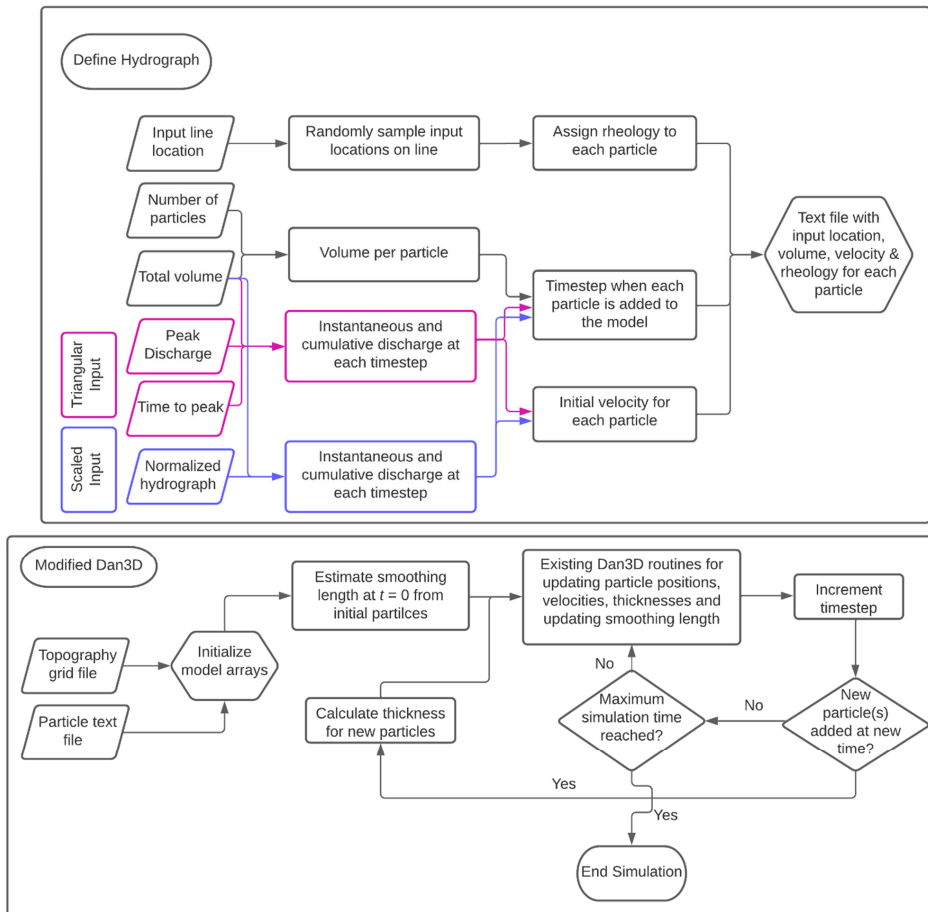 Define Hydrograph
Input line
location
Randomly sample input
locations on line
Assign rheology to
each particle
Number of
particles
Text file with
input location,
volume, velocity &
rheology for each
particle
Total volume
Volume per particle
Timestep when each
particle is added to
the model
Triangular
Input
Peak
Discharge
Instantaneous and
cumulative discharge at
each timestep
Time to peak
Initial velocity for
each particle
Scaled
Input
Normalized
hydrograph
Instantaneous and
cumulative discharge at
each timestep
Modified Dan3D
Estimate smoothing
length at t = 0 from
initial partilces
Existing Dan3D routines for
updating particle positions,
velocities, thicknesses and
updating smoothing length
Increment
timestep
Topography
grid file
Initialize
model arrays
Particle text
file
Calculate thickness
for new particles
No
Maximum
simulation time
reached?
No
New
particle(s)
added at new
time?
Yes
Yes
End Simulation